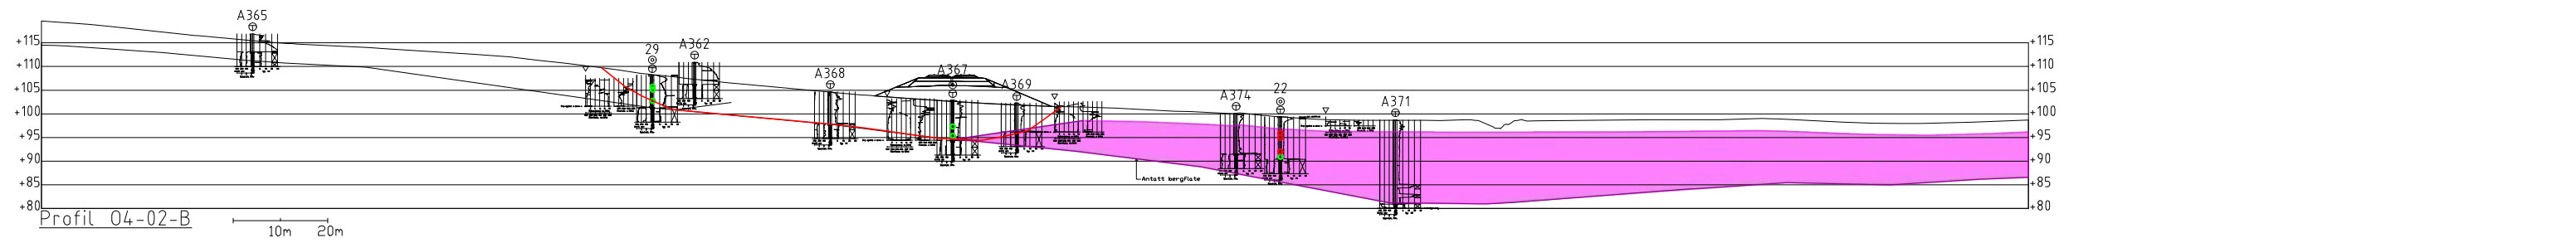 A365
29
A362
A368
A367
A369
A374
22
A371
+115
+110
+105
+100
+95
+90
+85
+80
+115
+110
+105
+100
+95
+90
+85
+80
Antatt bergflate
Profil 04-02-B
10m
20m